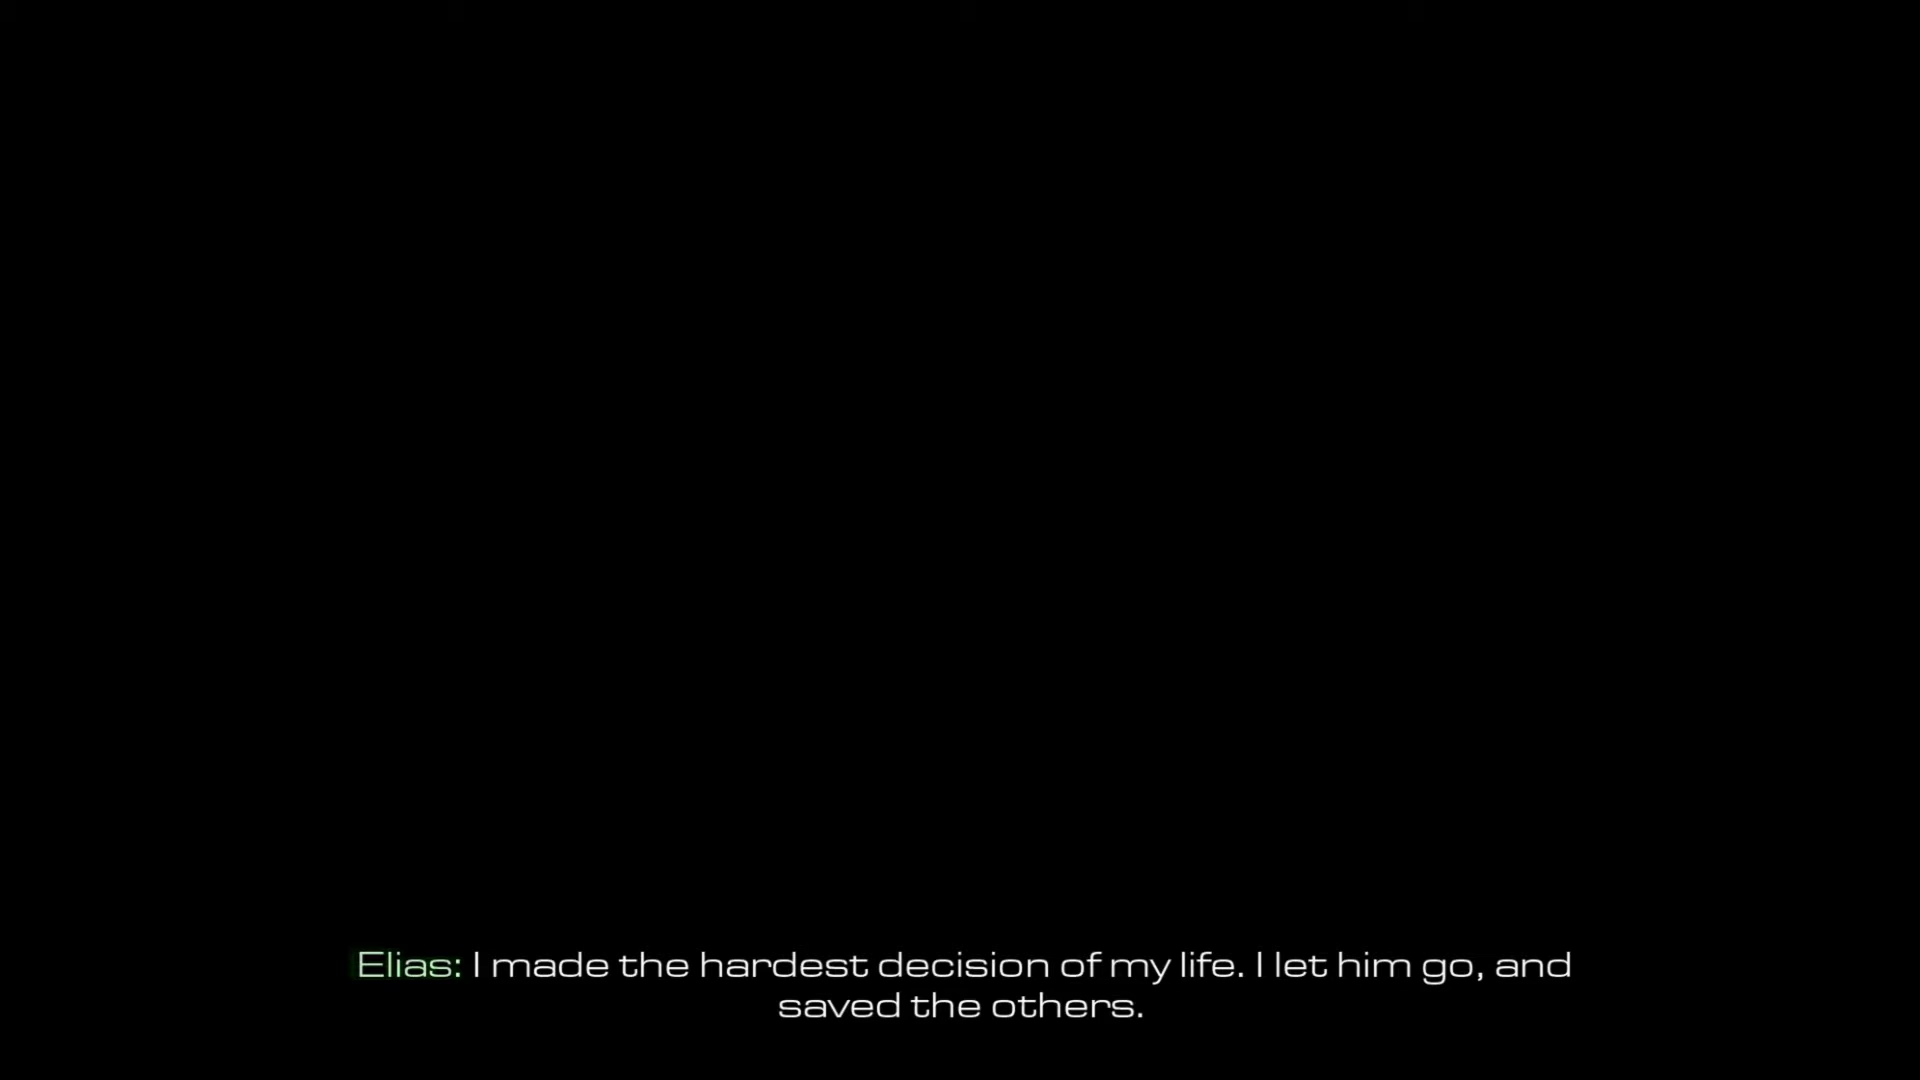 Elias: I made the hardest decision of my life. I let him go, and
saved the others.